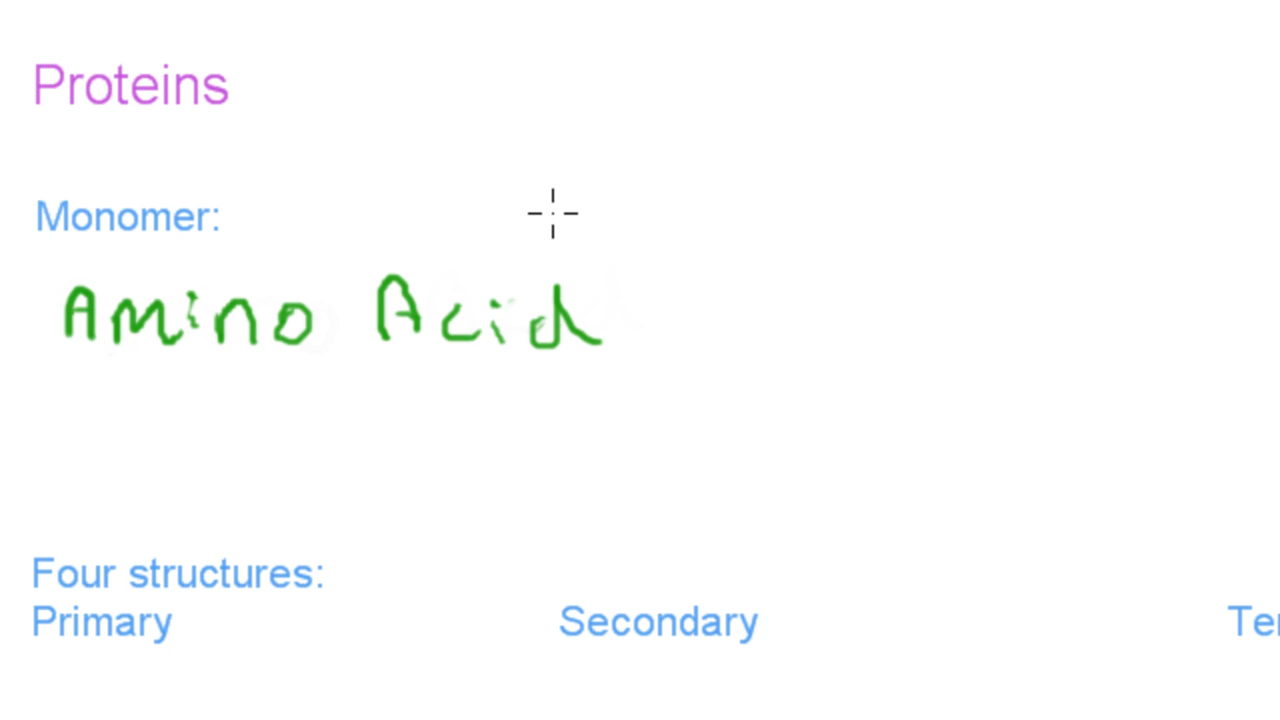 Proteins
Monomer:
Amino Acid
Four structures:
Primary Secondary